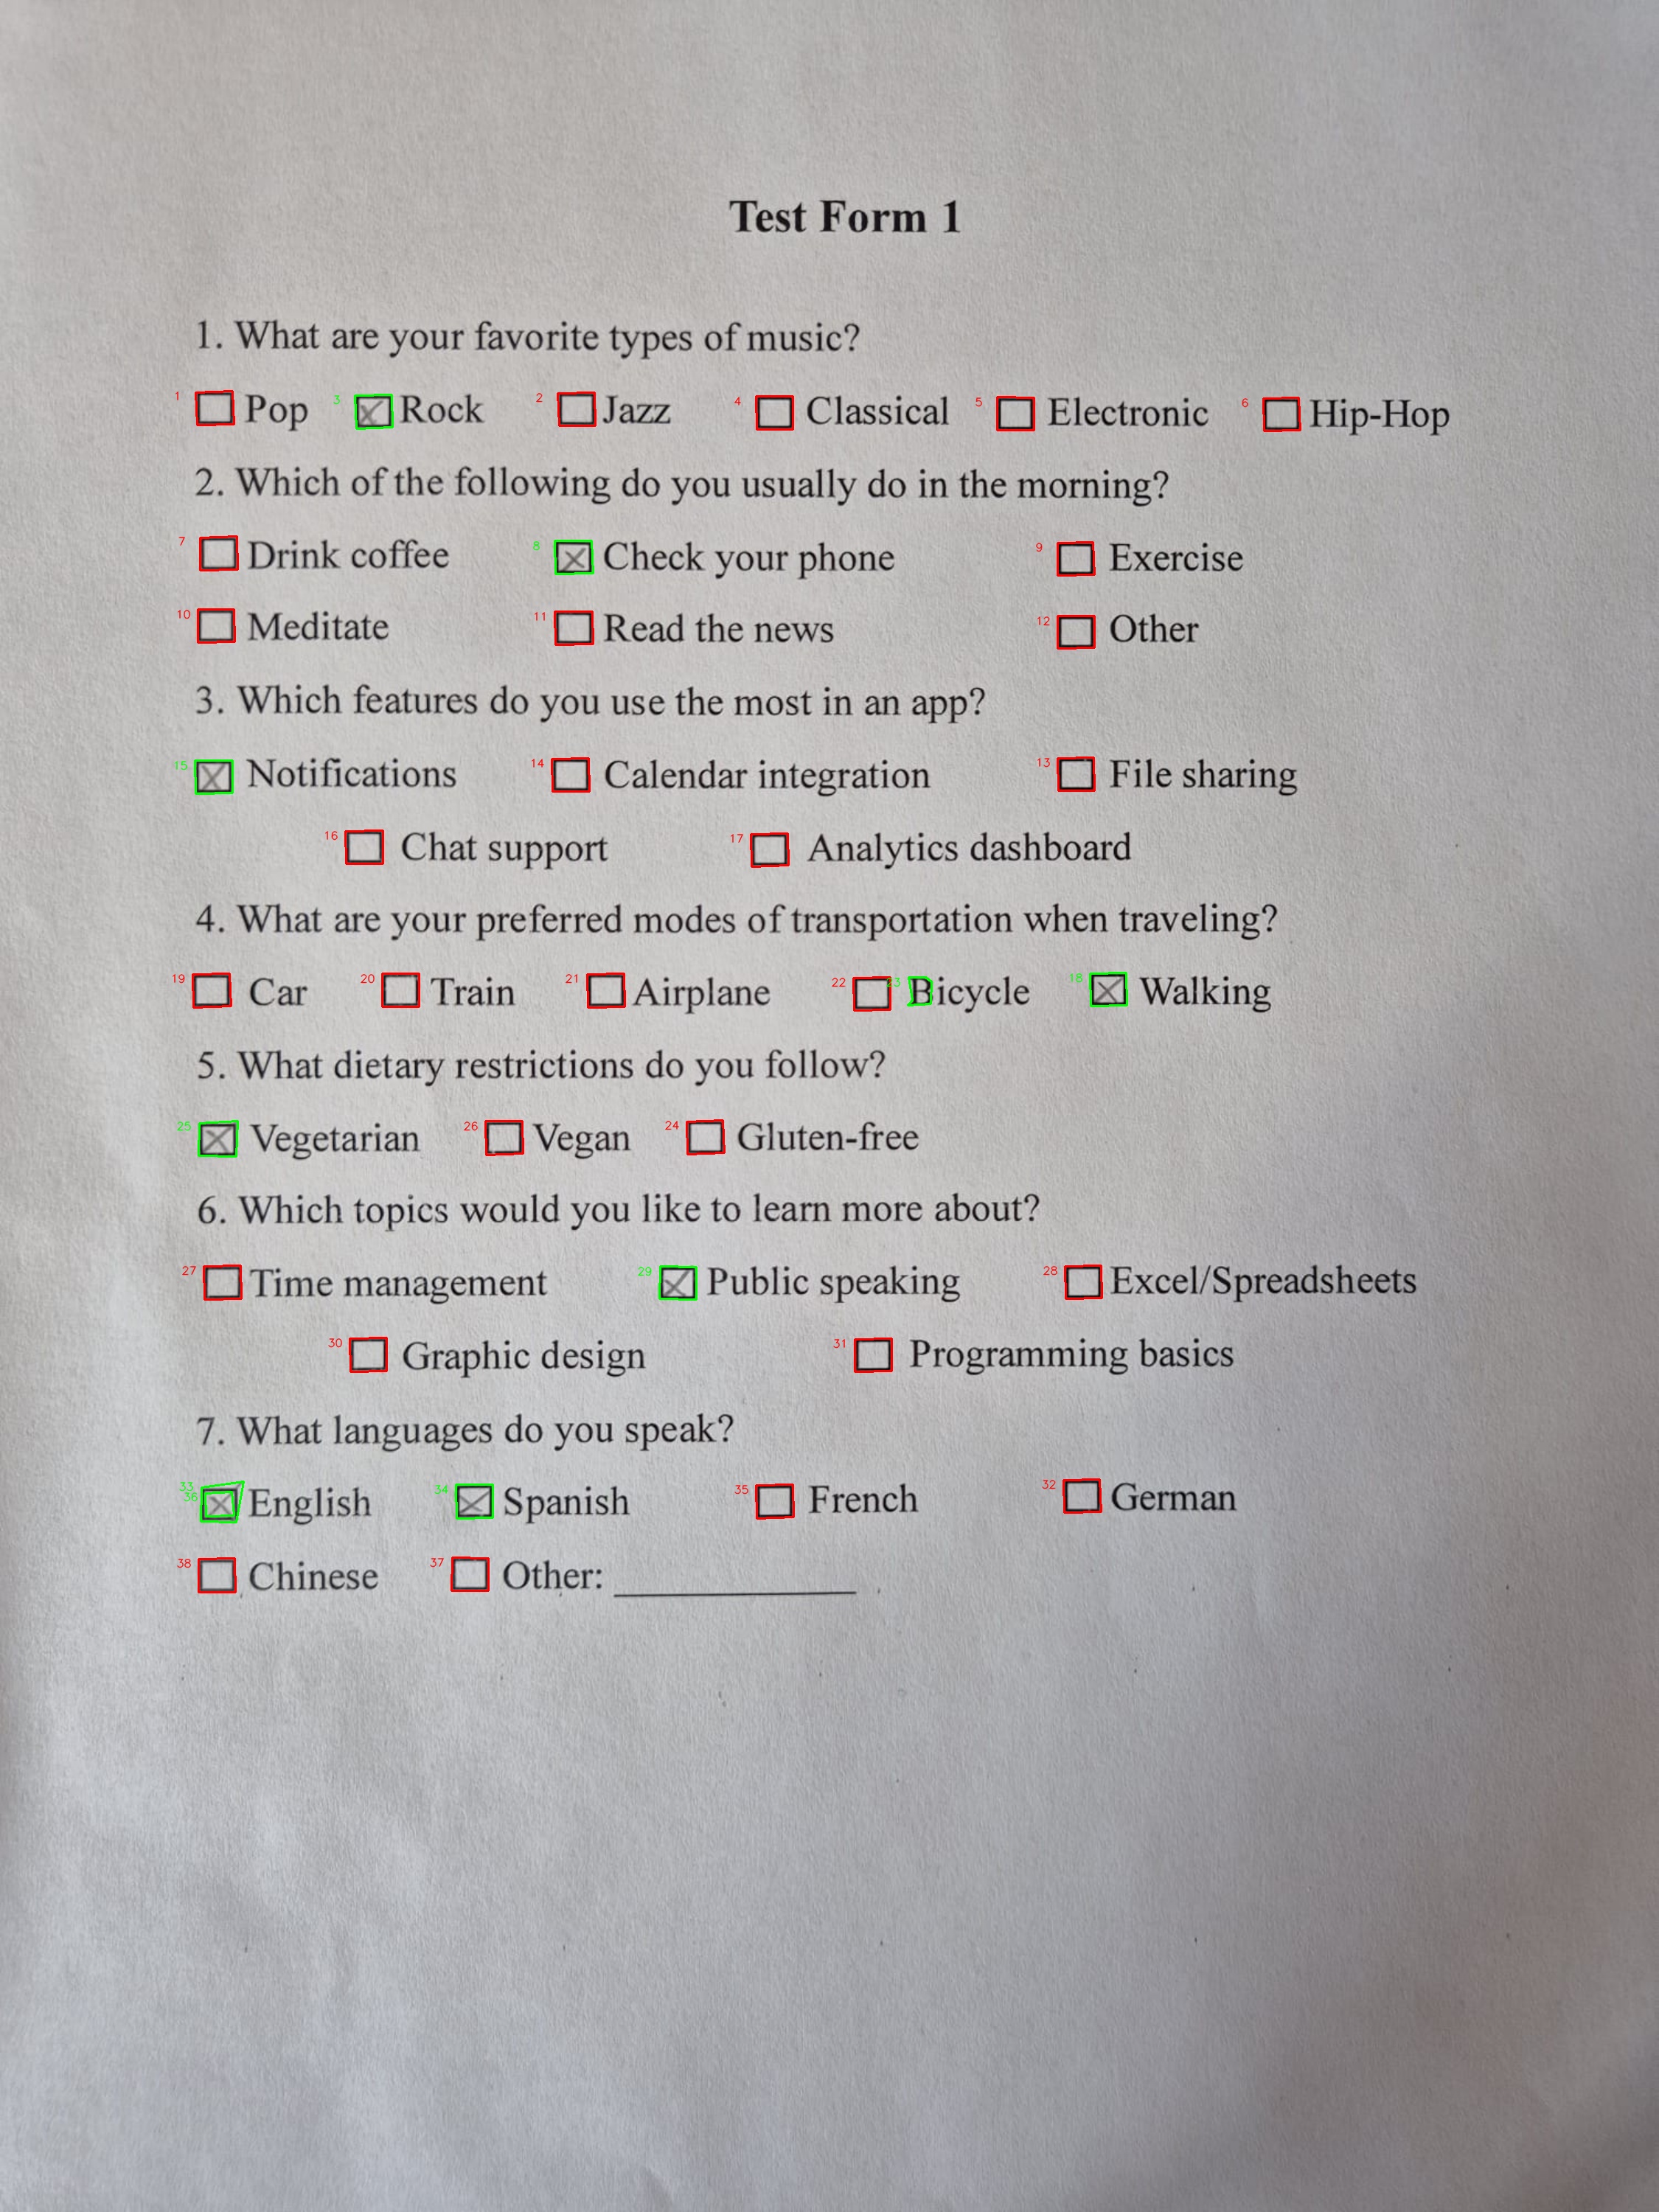 Test Form 1
1. What are your favorite types of music?
1 Pop 3 Rock 2 Jazz 4 Classical 5 Electronic 6 Hip-Hop
2. Which of the following do you usually do in the morning?
7 Drink coffee 8 Check your phone 9 Exercise
10 Meditate 11 Read the news 12 Other
3. Which features do you use the most in an app?
15 Notifications 14 Calendar integration 13 File sharing
16 Chat support 17 Analytics dashboard
4. What are your preferred modes of transportation when traveling?
19 Car 20 Train 21 Airplane 22 23 Bicycle 18 Walking
5. What dietary restrictions do you follow?
25 Vegetarian 26 Vegan 24 Gluten-free
6. Which topics would you like to learn more about?
27 Time management 29 Public speaking 28 Excel/Spreadsheets
30 Graphic design 31 Programming basics
7. What languages do you speak?
33 36 English 34 Spanish 35 French 32 German
38 Chinese 37 Other: ____________